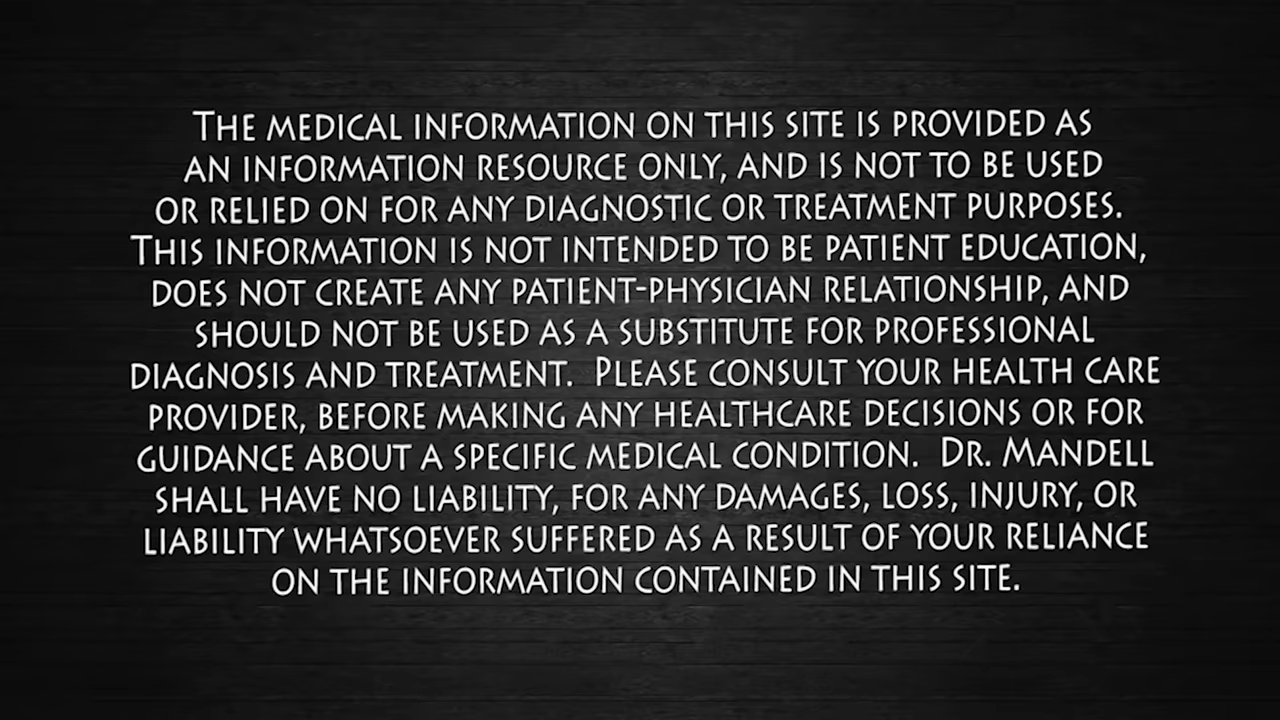 The medical information on this site is provided as
an information resource only, and is not to be used
or relied on for any diagnostic or treatment purposes.
This information is not intended to be patient education,
does not create any patient-physician relationship, and
should not be used as a substitute for professional
diagnosis and treatment.  Please consult your health care
provider, before making any healthcare decisions or for
guidance about a specific medical condition.  Dr. Mandell
shall have no liability, for any damages, loss, injury, or
liability whatsoever suffered as a result of your reliance
on the information contained in this site.